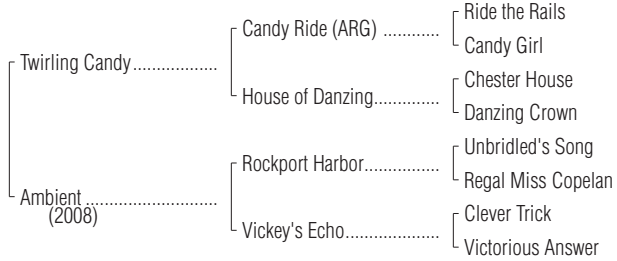 Ride the Rails
Candy Ride (ARG) ............
Candy Girl
Twirling Candy..................
Chester House
House of Danzing..............
Danzing Crown
Unbridled's Song
Rockport Harbor................
Regal Miss Copelan
Ambient ............................
(2008)
Clever Trick
Vickey's Echo....................
Victorious Answer